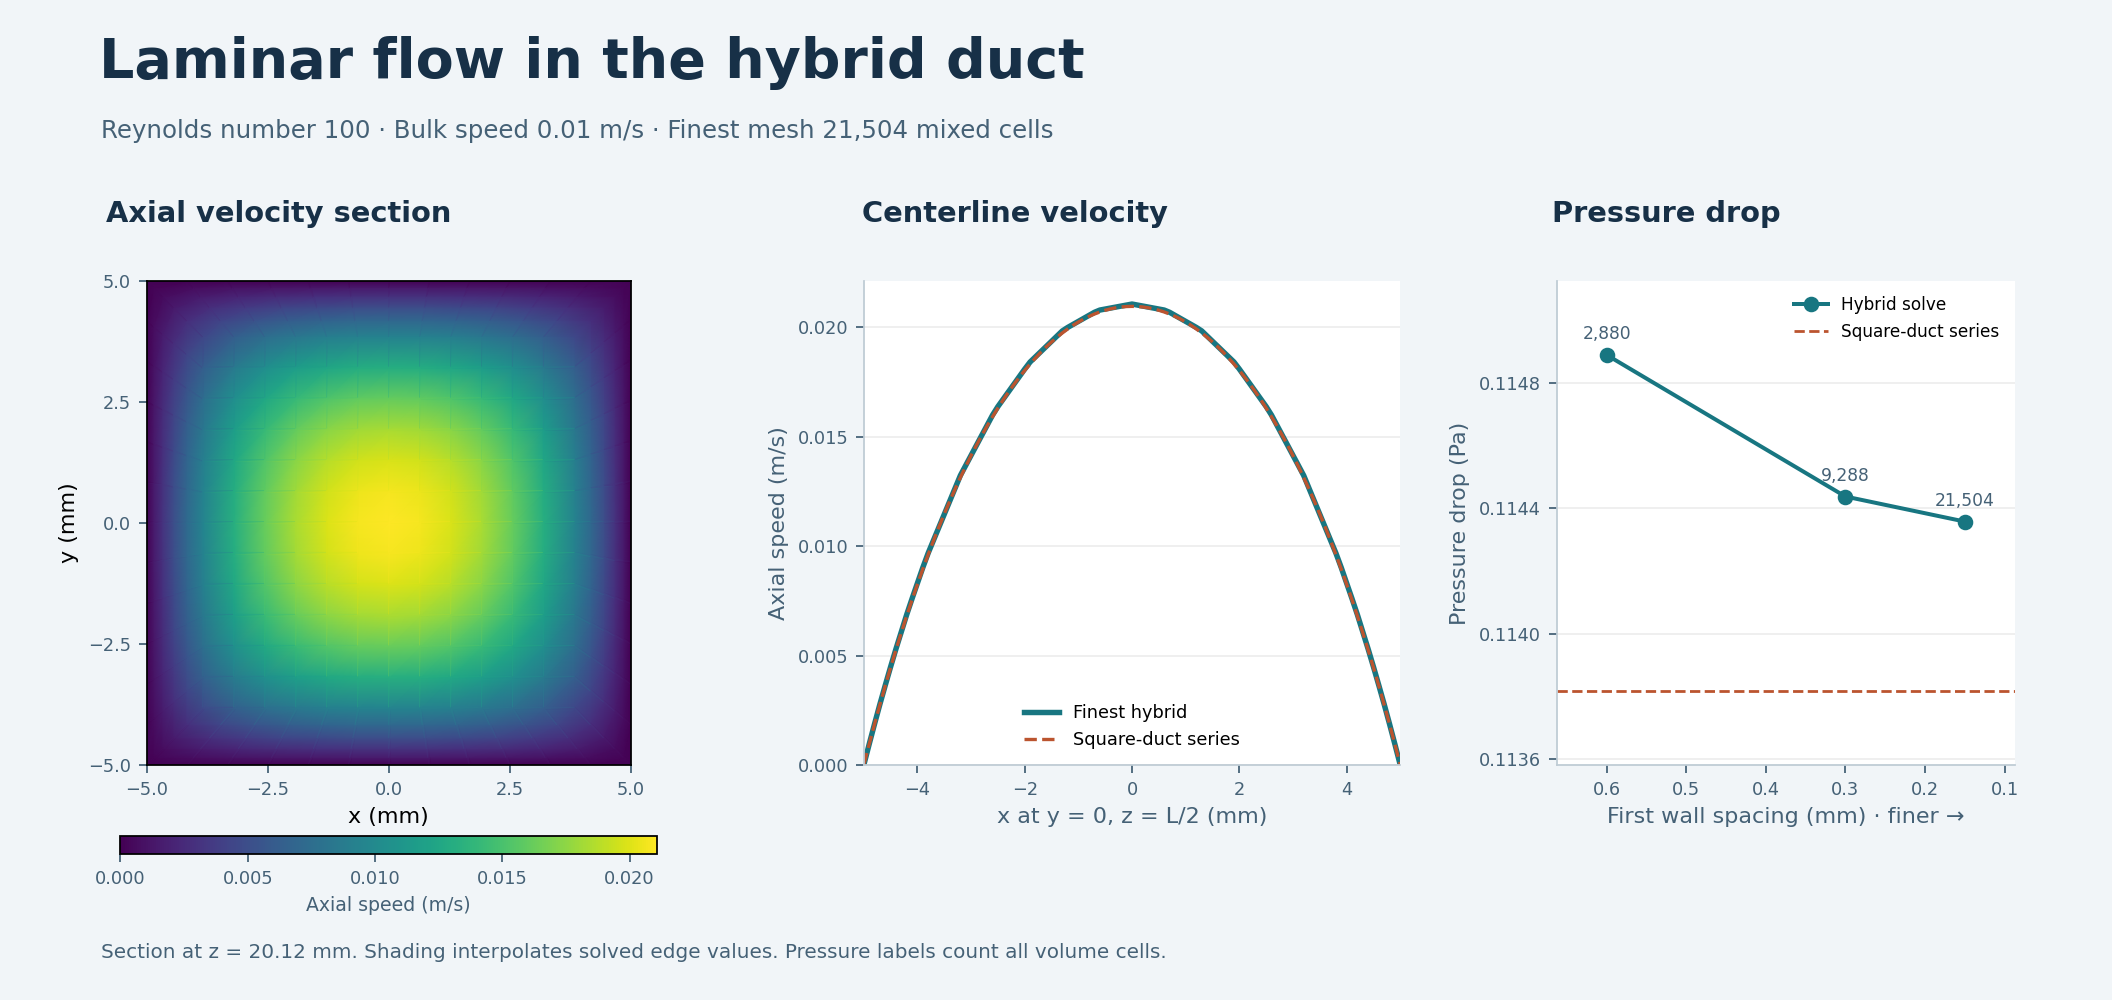 Laminar flow in the hybrid duct
Reynolds number 100 · Bulk speed 0.01 m/s · Finest mesh 21,504 mixed cells
Axial velocity section
5.0
2.5
0.0
−2.5
−5.0
y (mm)
−5.0 −2.5 0.0 2.5 5.0
x (mm)
0.000 0.005 0.010 0.015 0.020
Axial speed (m/s)
Centerline velocity
0.020
0.015
0.010
0.005
0.000
Axial speed (m/s)
Finest hybrid
Square-duct series
−4 −2 0 2 4
x at y = 0, z = L/2 (mm)
Pressure drop
Hybrid solve
Square-duct series
2,880
9,288
21,504
0.1148
0.1144
0.1140
0.1136
Pressure drop (Pa)
0.6 0.5 0.4 0.3 0.2 0.1
First wall spacing (mm) · finer →
Section at z = 20.12 mm. Shading interpolates solved edge values. Pressure labels count all volume cells.